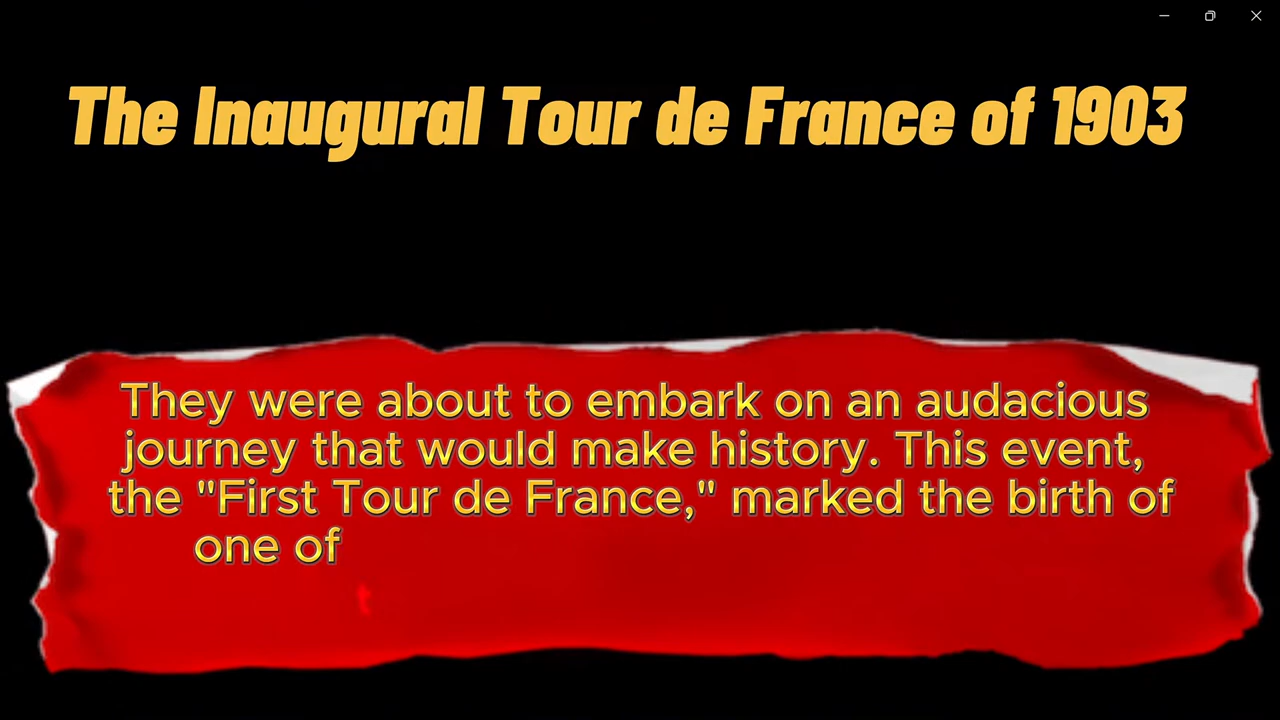 The Inaugural Tour de France of 1903
They were about to embark on an audacious
journey that would make history. This event,
the "First Tour de France," marked the birth of
one of
t